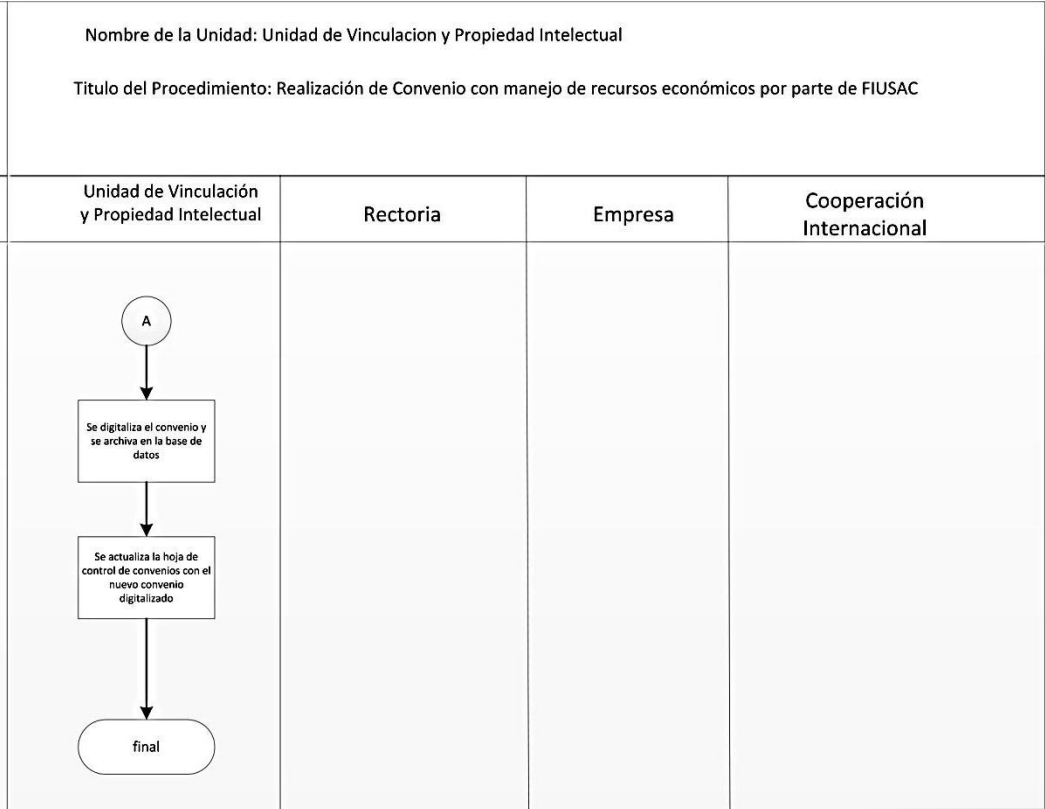 Nombre de la Unidad: Unidad de Vinculacion y Propiedad Intelectual
Titulo del Procedimiento: Realización de Convenio con manejo de recursos económicos por parte de FIUSAC
Unidad de Vinculación
y Propiedad Intelectual
Rectoria
Empresa
Cooperación
Internacional
A
Se digitaliza el convenio y
se archiva en la base de
datos
Se actualiza la hoja de
control de convenios con el
nuevo convenio
digitalizado
final